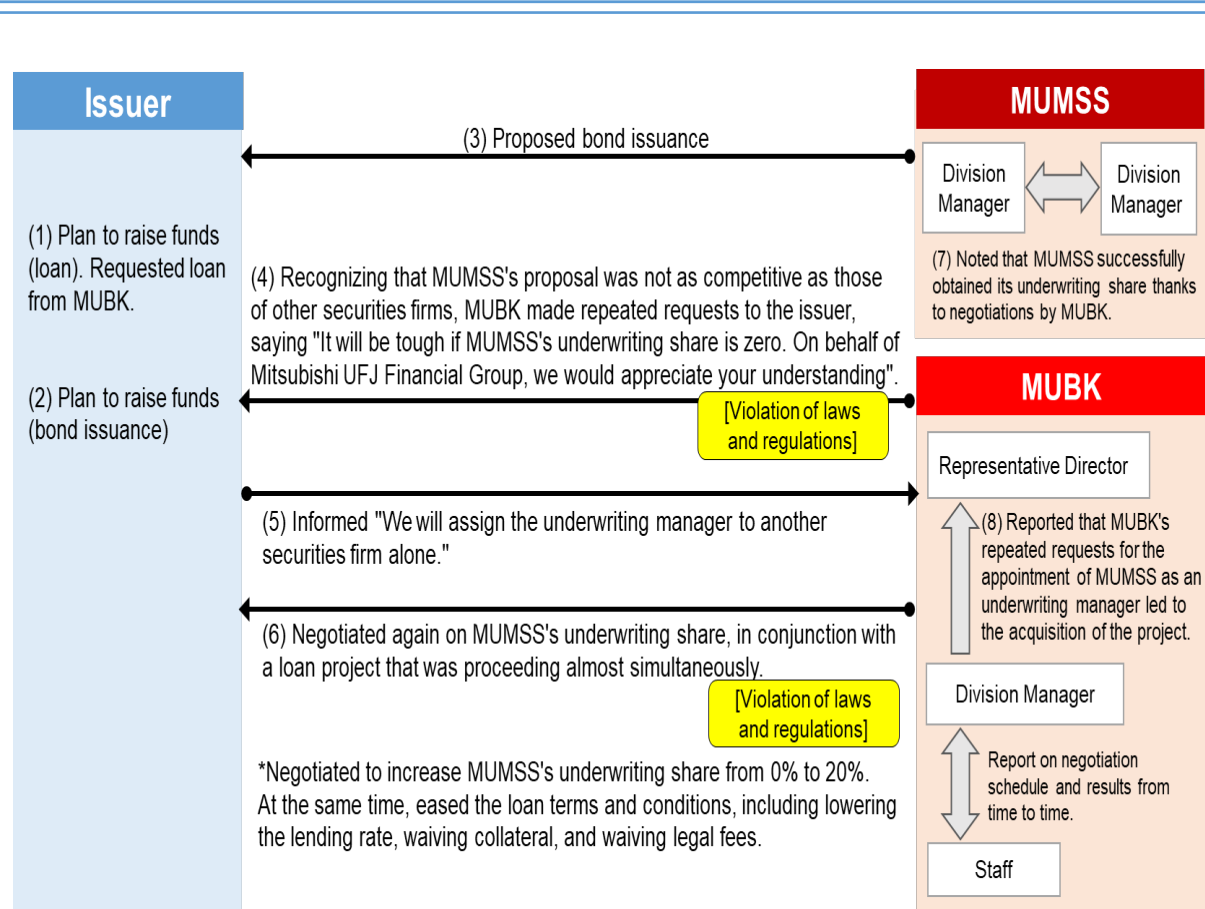 Issuer
MUMSS
(3) Proposed bond issuance
Division
Manager
Division
Manager
(1) Plan to raise funds
(loan). Requested loan
from MUBK.
(7) Noted that MUMSS successfully
obtained its underwriting share thanks
to negotiations by MUBK.
(4) Recognizing that MUMSS's proposal was not as competitive as those
of other securities firms, MUBK made repeated requests to the issuer,
saying "It will be tough if MUMSS's underwriting share is zero. On behalf of
Mitsubishi UFJ Financial Group, we would appreciate your understanding".
(2) Plan to raise funds
(bond issuance)
[Violation of laws
and regulations]
MUBK
Representative Director
(5) Informed "We will assign the underwriting manager to another
securities firm alone."
(8) Reported that MUBK's
repeated requests for the
appointment of MUMSS as an
underwriting manager led to
the acquisition of the project.
(6) Negotiated again on MUMSS's underwriting share, in conjunction with
a loan project that was proceeding almost simultaneously.
[Violation of laws
and regulations]
Division Manager
*Negotiated to increase MUMSS's underwriting share from 0% to 20%.
At the same time, eased the loan terms and conditions, including lowering
the lending rate, waiving collateral, and waiving legal fees.
Report on negotiation
schedule and results from
time to time.
Staff